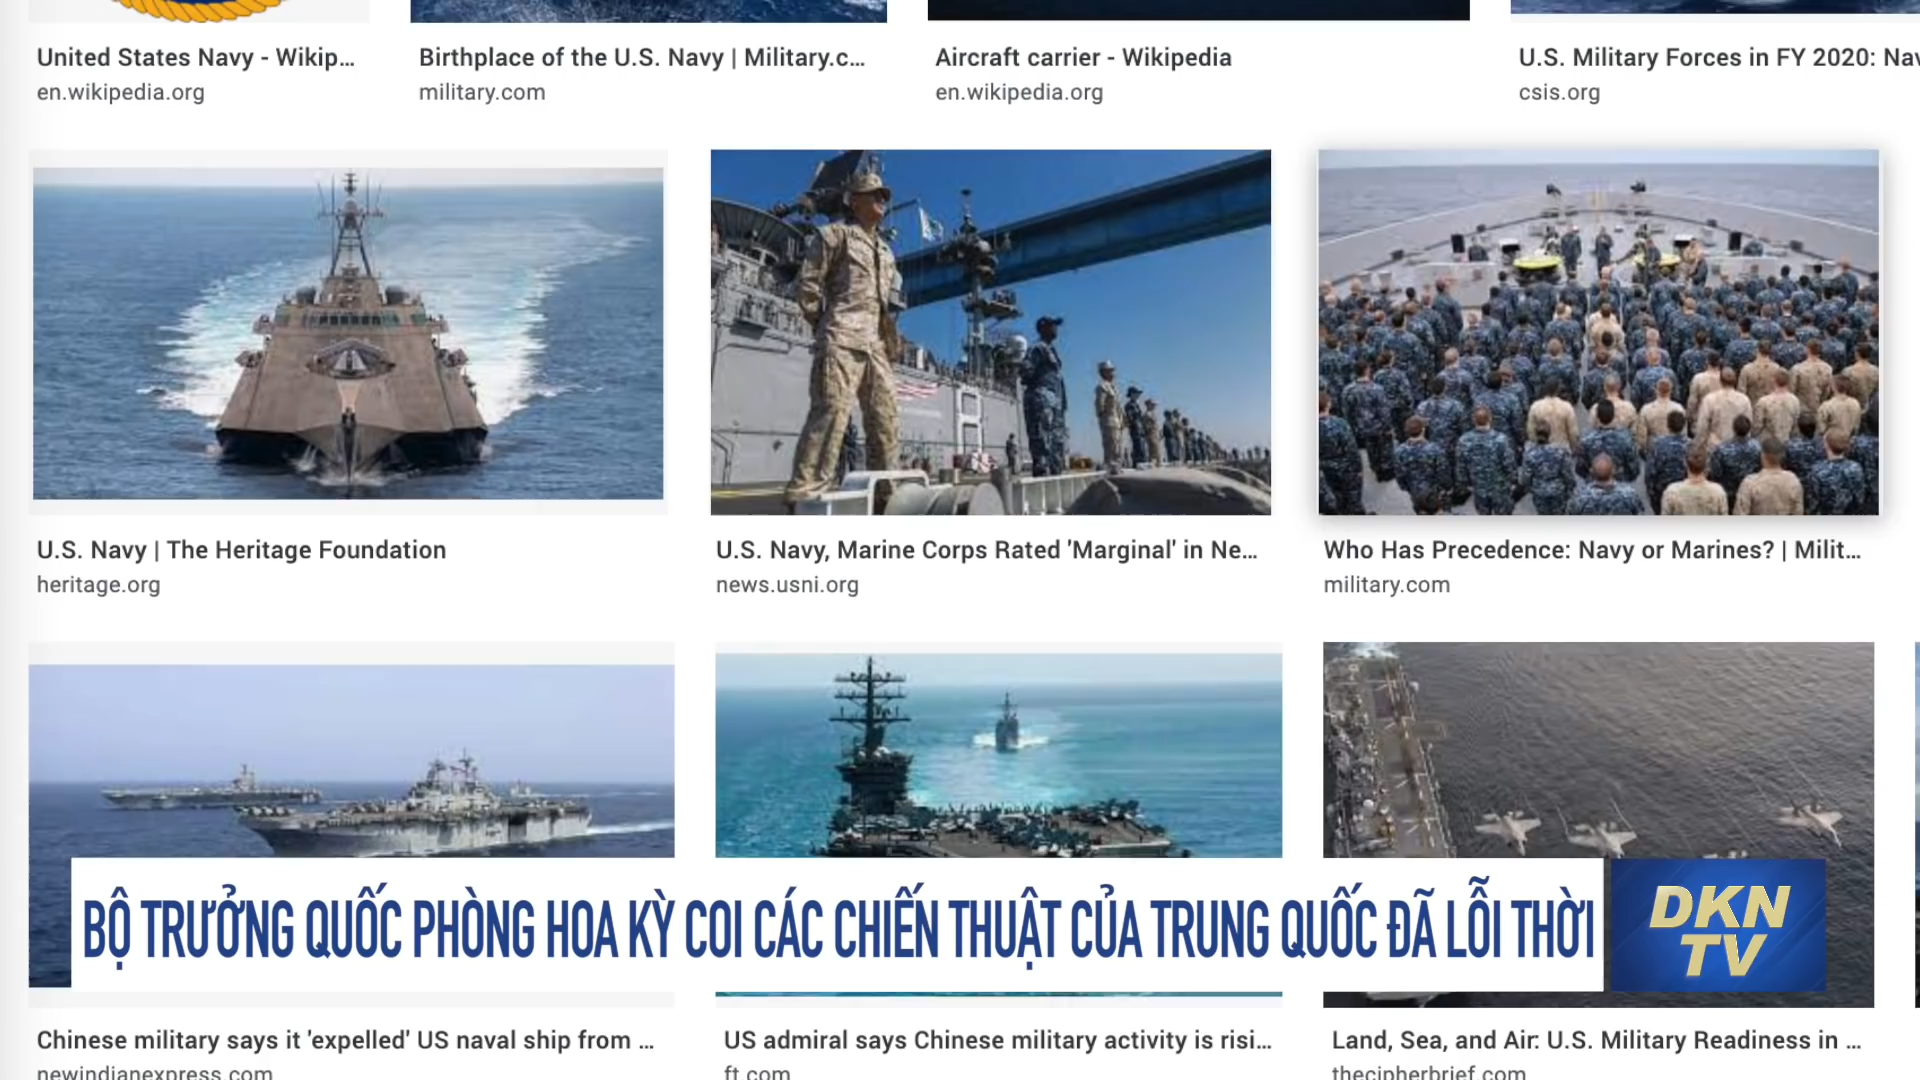 United States Navy - Wikip...
en.wikipedia.org
Birthplace of the U.S. Navy | Military.c...
military.com
Aircraft carrier - Wikipedia
en.wikipedia.org
U.S. Military Forces in FY 2020:
csis.org
U.S. Navy | The Heritage Foundation
heritage.org
U.S. Navy, Marine Corps Rated 'Marginal' in Ne...
news.usni.org
Who Has Precedence: Navy or Marines? | Milit...
military.com
BỘ TRƯỞNG QUỐC PHÒNG HOA KỲ COI CÁC CHIẾN THUẬT CỦA TRUNG QUỐC ĐÃ LỖI THỜI
DKN
TV
Chinese military says it 'expelled' US naval ship from ...
newindianexpress.com
US admiral says Chinese military activity is risi...
ft.com
Land, Sea, and Air: U.S. Military Readiness in ...
thecipherbrief.com